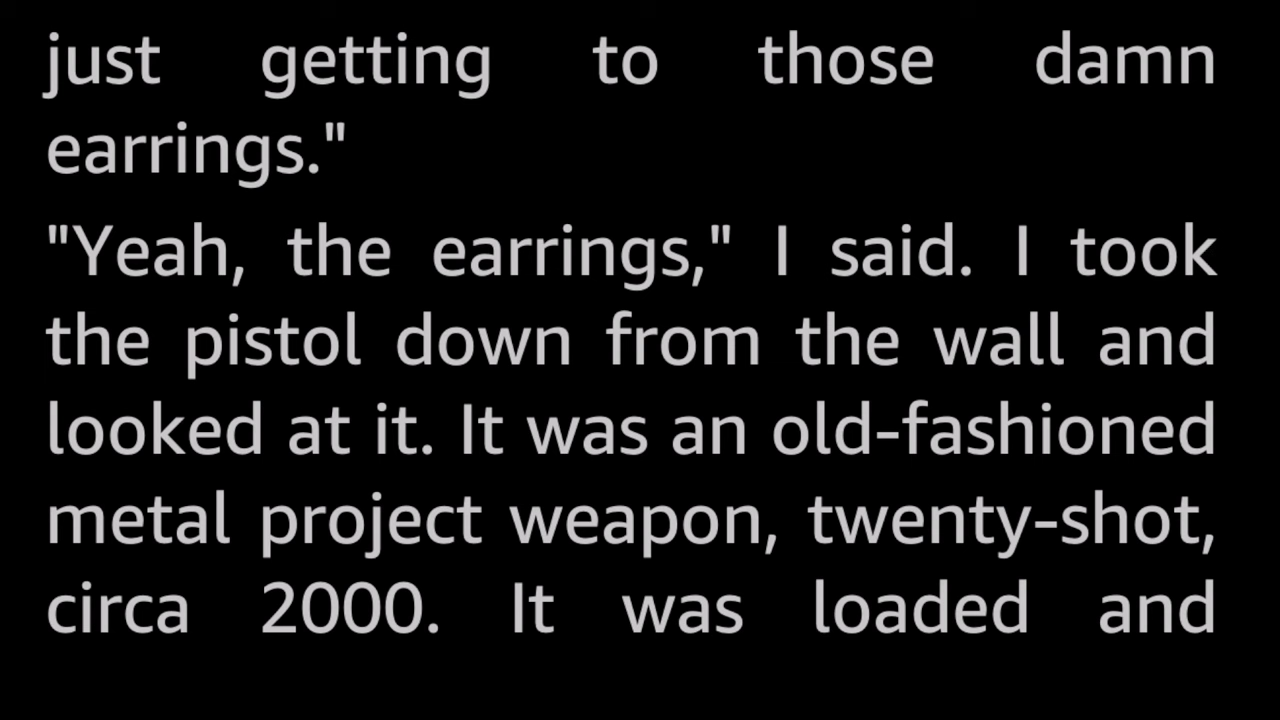 just getting to those damn
earrings."
"Yeah, the earrings," I said. I took
the pistol down from the wall and
looked at it. It was an old-fashioned
metal project weapon, twenty-shot,
circa 2000. It was loaded and